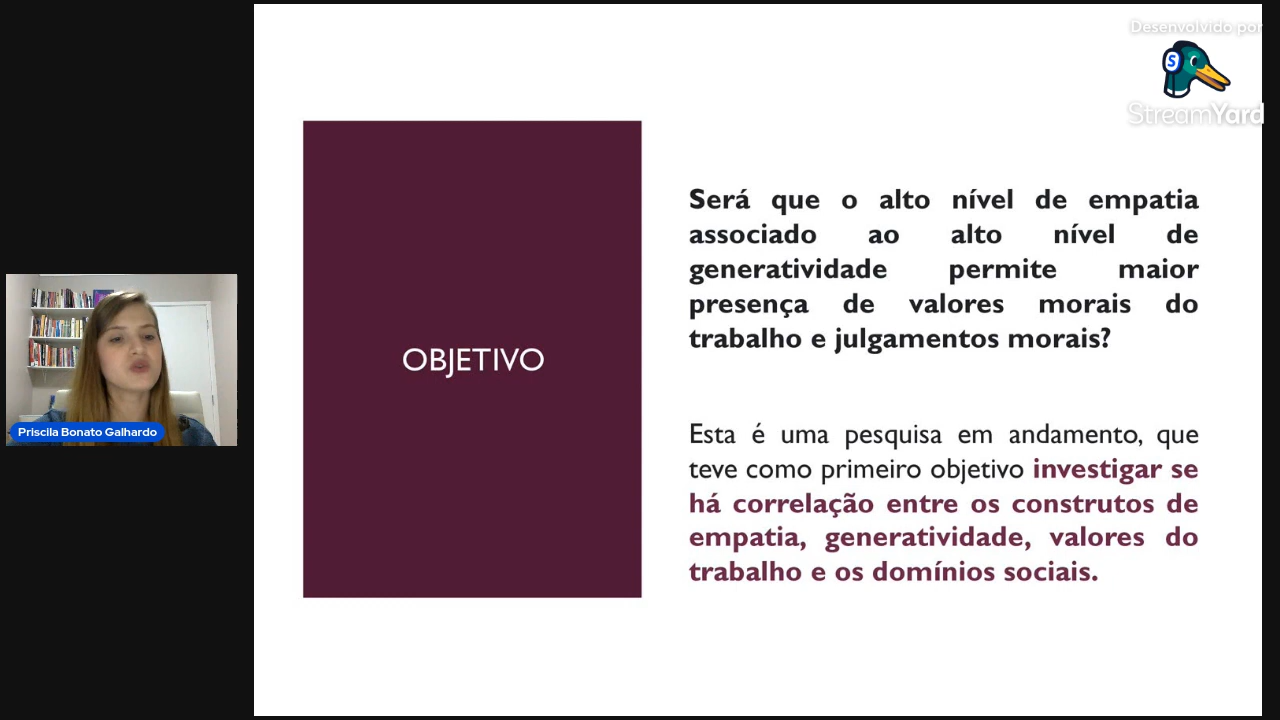 Desenvolvido por
StreamYard
OBJETIVO
Será que o alto nível de empatia
associado ao alto nível de
generatividade permite maior
presença de valores morais do
trabalho e julgamentos morais?
Esta é uma pesquisa em andamento, que
teve como primeiro objetivo investigar se
há correlação entre os construtos de
empatia, generatividade, valores do
trabalho e os domínios sociais.
Priscila Bonato Galhardo